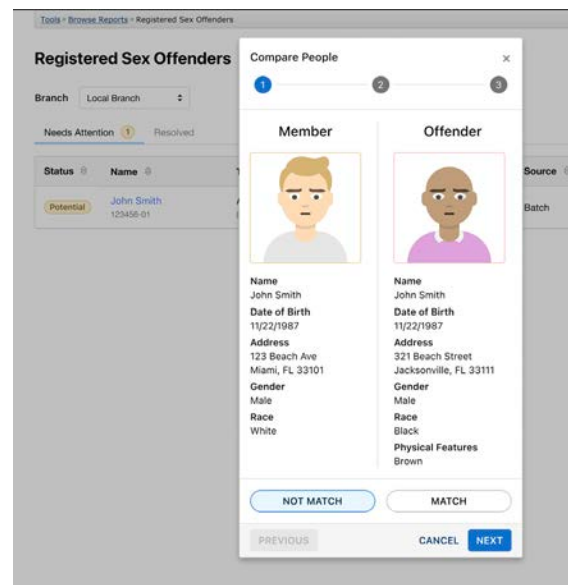 Tools • Browse Reports • Registered Sex Offenders
Registered Sex Offenders
Branch Local Branch
Needs Attention 1 Resolved
Status Name Source
Potential John Smith Batch
123456-01
Compare People ×
1 2 3
Member Offender
Name Name
John Smith John Smith
Date of Birth Date of Birth
11/22/1987 11/22/1987
Address Address
123 Beach Ave 321 Beach Street
Miami, FL 33101 Jacksonville, FL 33111
Gender Gender
Male Male
Race Race
White Black
Physical Features
Brown
NOT MATCH MATCH
PREVIOUS CANCEL NEXT